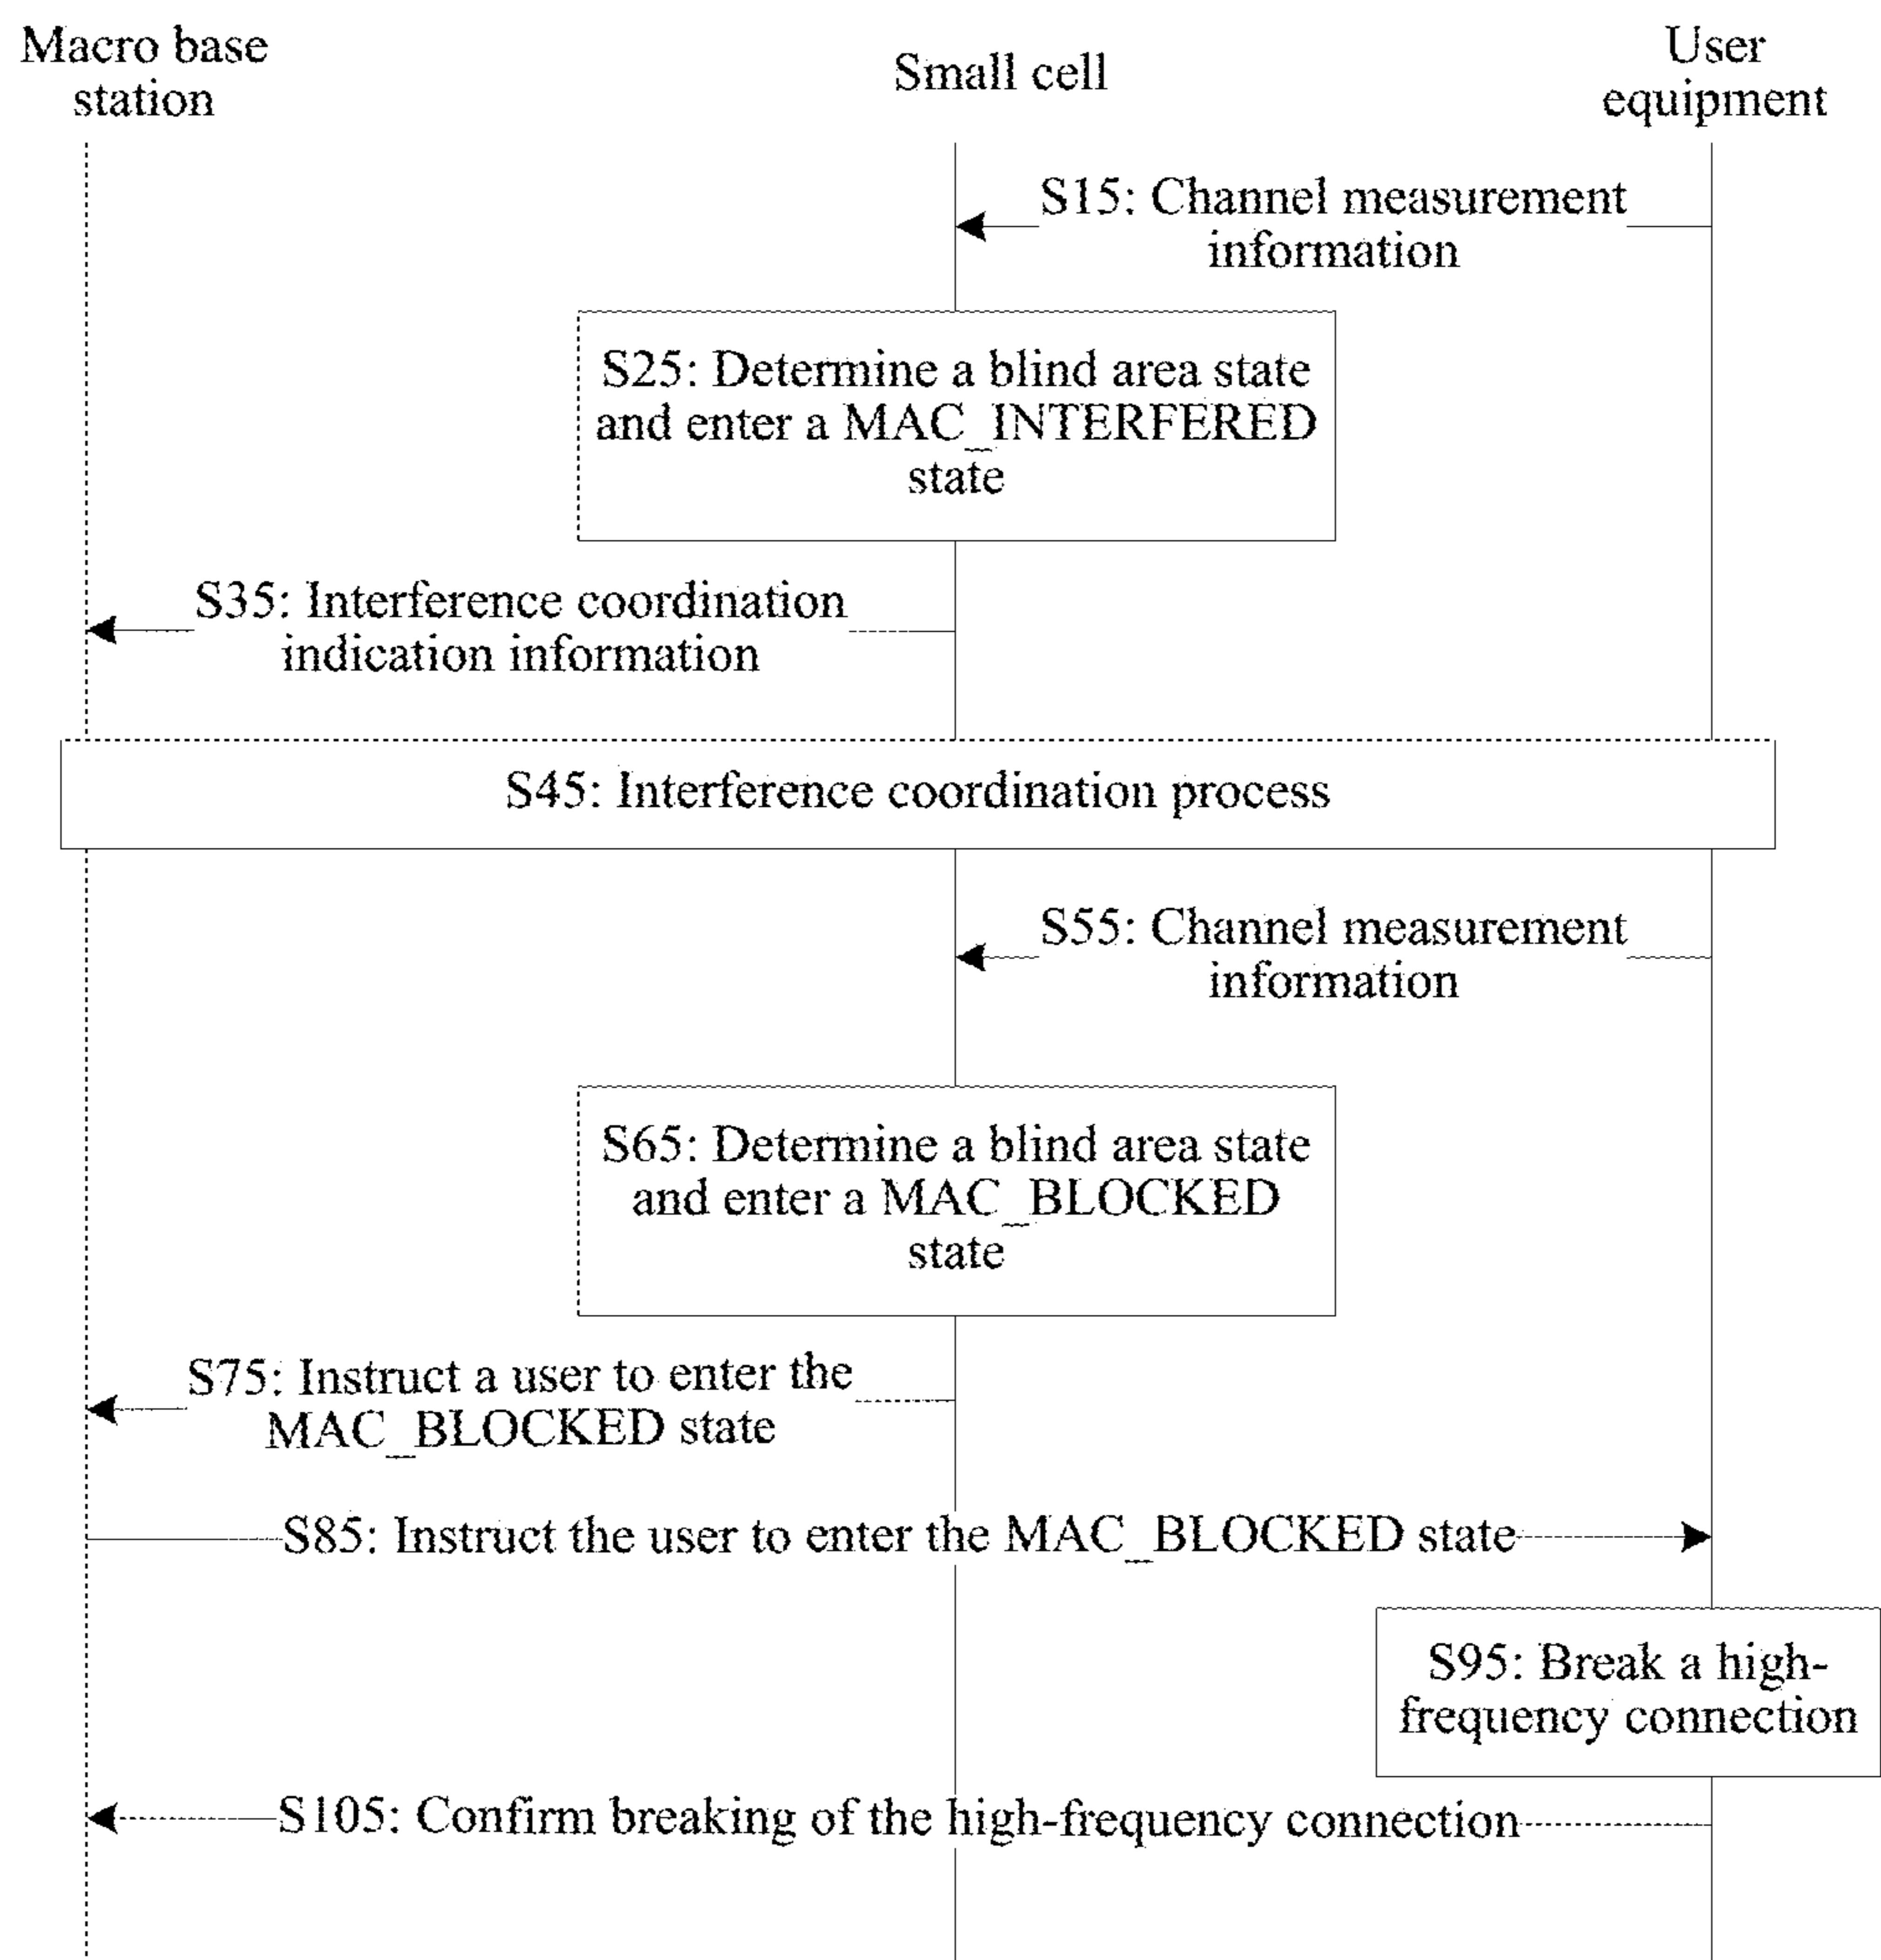 Macro base
station
Small cell
User
equipment
S15: Channel measurement
information
S25: Determine a blind area state
and enter a MAC_INTERFERED
state
S35: Interference coordination
indication information
S45: Interference coordination process
S55: Channel measurement
information
S65: Determine a blind area state
and enter a MAC_BLOCKED
state
S75: Instruct a user to enter the
MAC_BLOCKED state
S85: Instruct the user to enter the MAC_BLOCKED state
S95: Break a high-
frequency connection
S105: Confirm breaking of the high-frequency connection